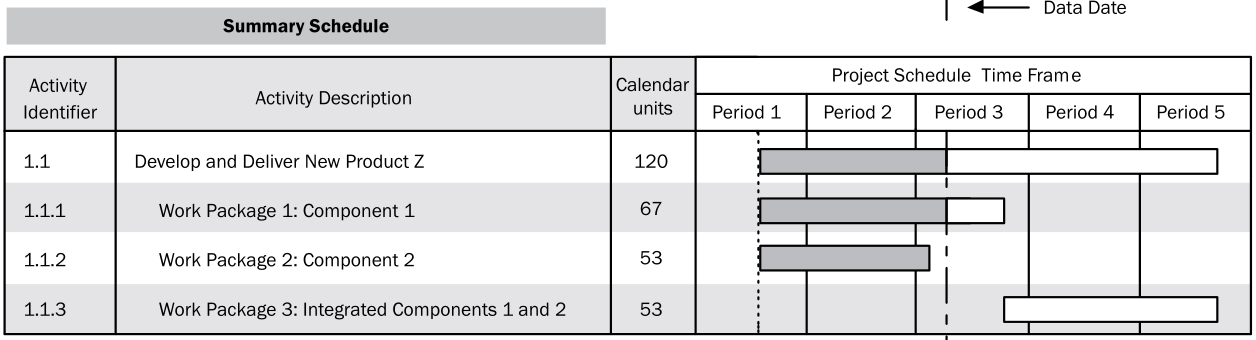 Data Date
Summary Schedule
Activity Identifier
Activity Description
Calendar units
Project Schedule Time Frame
Period 1 Period 2 Period 3 Period 4 Period 5
1.1 Develop and Deliver New Product Z 120
1.1.1 Work Package 1: Component 1 67
1.1.2 Work Package 2: Component 2 53
1.1.3 Work Package 3: Integrated Components 1 and 2 53